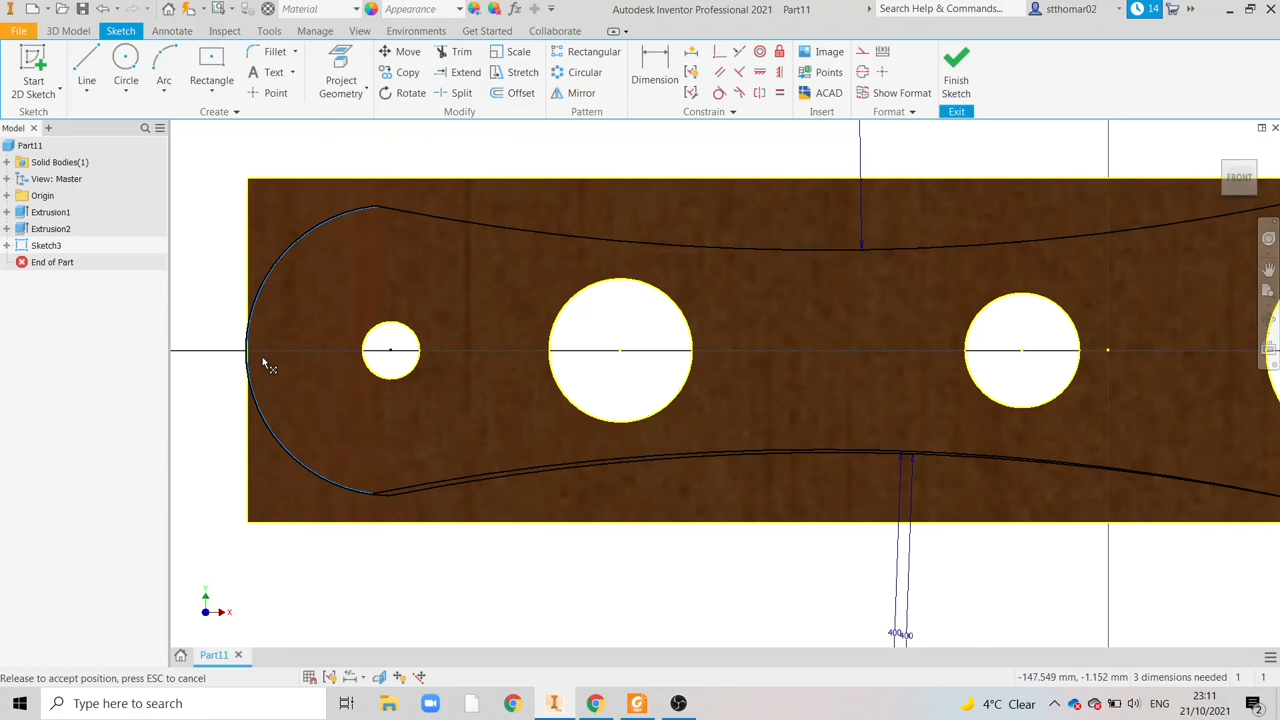 Material
Appearance
fx
Autodesk Inventor Professional 2021 Part11
Search Help & Commands...
stthomar02
14
File
3D Model
Sketch
Annotate
Inspect
Tools
Manage
View
Environments
Get Started
Collaborate
Start
2D Sketch
Line
Circle
Arc
Rectangle
Fillet
Text
Point
Project
Geometry
Move
Copy
Rotate
Trim
Extend
Split
Scale
Stretch
Offset
Rectangular
Circular
Mirror
Dimension
Image
Points
ACAD
Show Format
Finish
Sketch
Sketch
Create
Modify
Pattern
Constrain
Insert
Format
Exit
Model
Part11
Solid Bodies(1)
View: Master
Origin
Extrusion1
Extrusion2
Sketch3
End of Part
FRONT
Y
X
400
400
Part11
Release to accept position, press ESC to cancel
-147.549 mm, -1.152 mm
3 dimensions needed
1
1
Type here to search
4°C Clear
ENG
23:11
21/10/2021
2